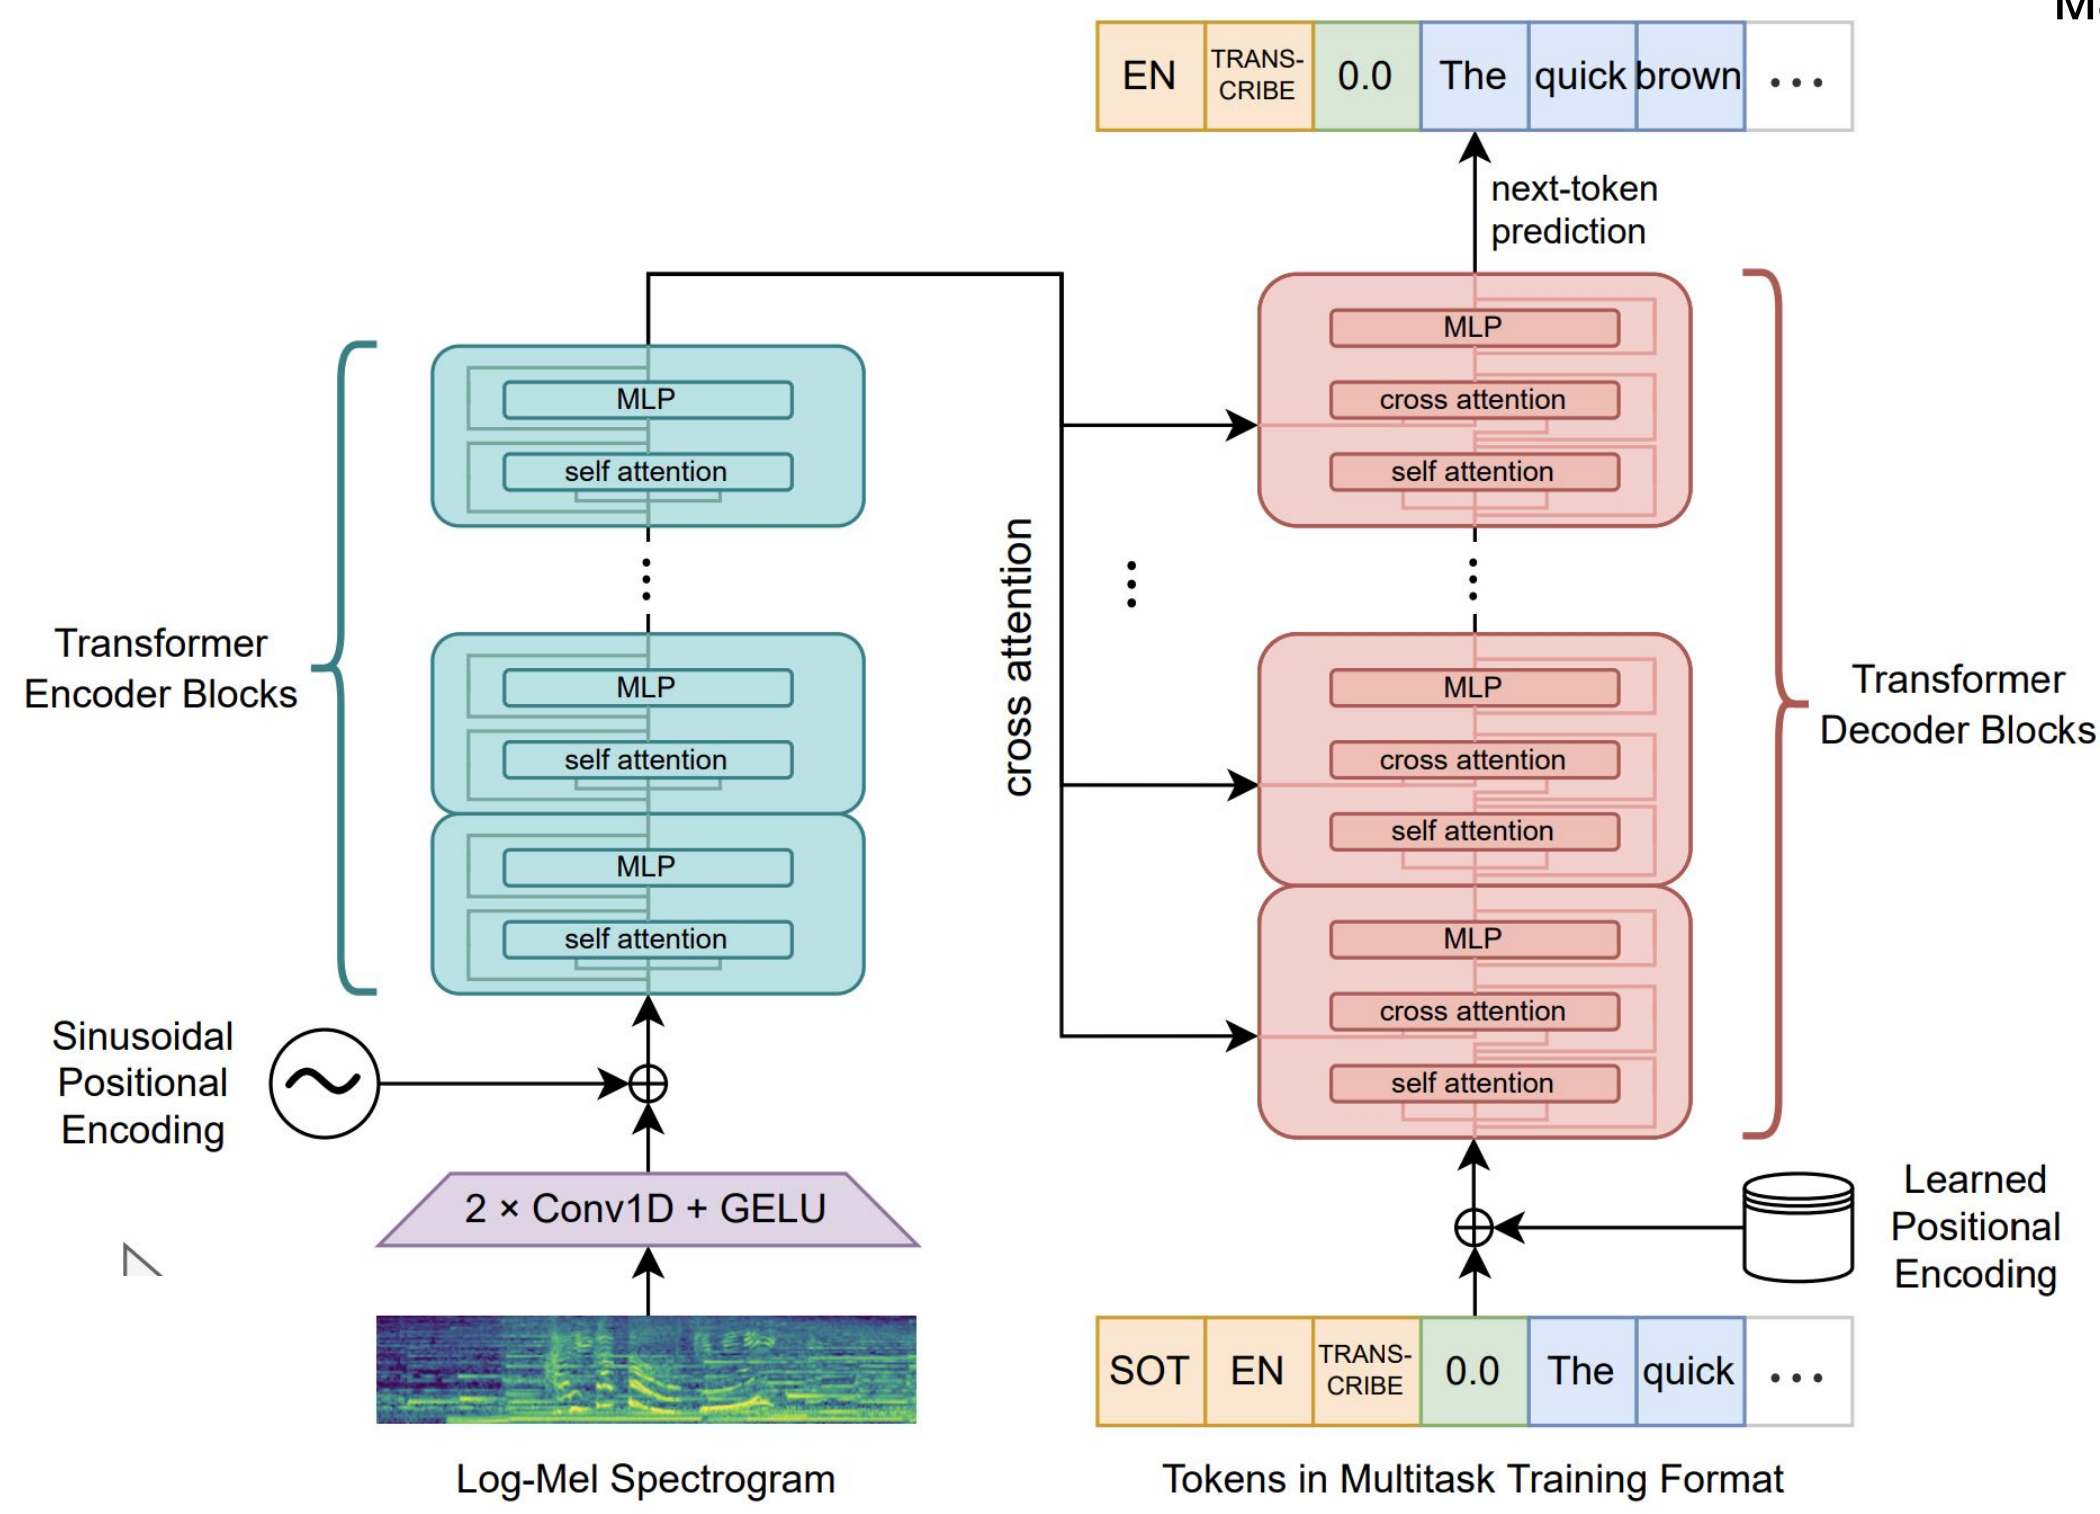 EN TRANS-
CRIBE 0.0 The quick brown ...
next-token
prediction
MLP
self attention
MLP
self attention
MLP
self attention
Transformer
Encoder Blocks
cross attention
MLP
cross attention
self attention
MLP
cross attention
self attention
MLP
cross attention
self attention
Transformer
Decoder Blocks
Sinusoidal
Positional
Encoding
2 × Conv1D + GELU
Learned
Positional
Encoding
SOT EN TRANS-
CRIBE 0.0 The quick ...
Log-Mel Spectrogram
Tokens in Multitask Training Format